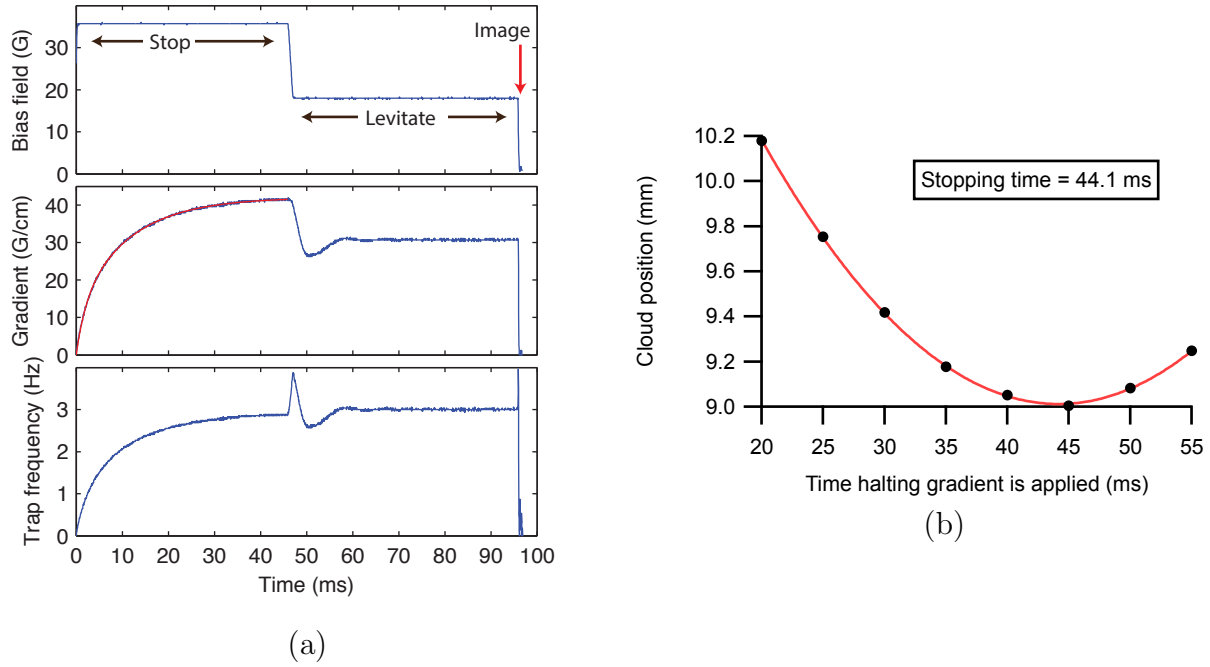 Image
30
20
10
0
Bias field (G)
Stop
Levitate
40
30
20
10
0
Gradient (G/cm)
3
2
1
0
Trap frequency (Hz)
0 10 20 30 40 50 60 70 80 90 100
Time (ms)
(a)
10.2
10.0
9.8
9.6
9.4
9.2
9.0
Cloud position (mm)
Stopping time = 44.1 ms
20 25 30 35 40 45 50 55
Time halting gradient is applied (ms)
(b)